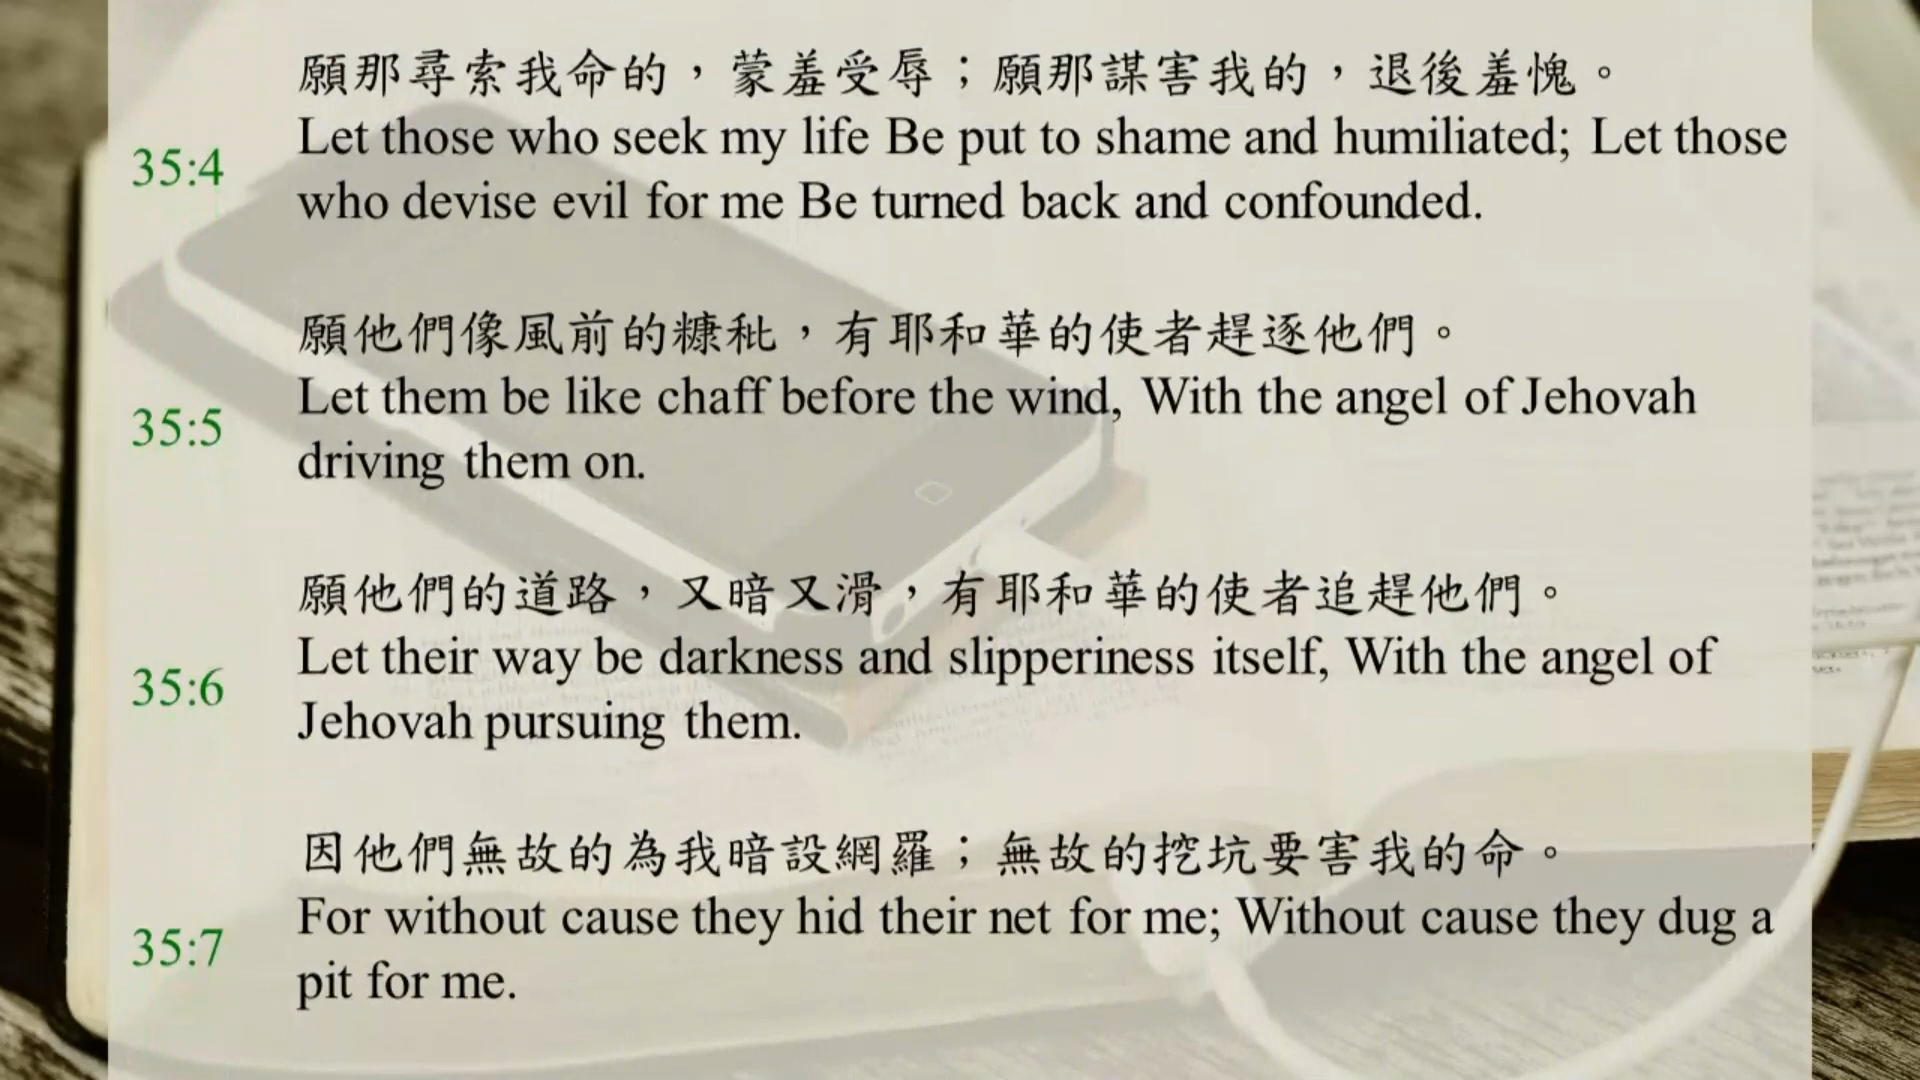 願那尋索我命的，蒙羞受辱；願那謀害我的，退後羞愧。
35:4
Let those who seek my life Be put to shame and humiliated; Let those
who devise evil for me Be turned back and confounded.
願他們像風前的糠秕，有耶和華的使者趕逐他們。
35:5
Let them be like chaff before the wind, With the angel of Jehovah
driving them on.
願他們的道路，又暗又滑，有耶和華的使者追趕他們。
35:6
Let their way be darkness and slipperiness itself, With the angel of
Jehovah pursuing them.
因他們無故的為我暗設網羅；無故的挖坑要害我的命。
35:7
For without cause they hid their net for me; Without cause they dug a
pit for me.